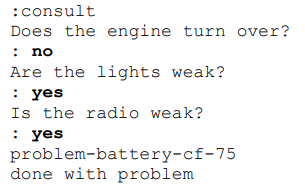 :consult
Does the engine turn over?
: no
Are the lights weak?
: yes
Is the radio weak?
: yes
problem-battery-cf-75
done with problem